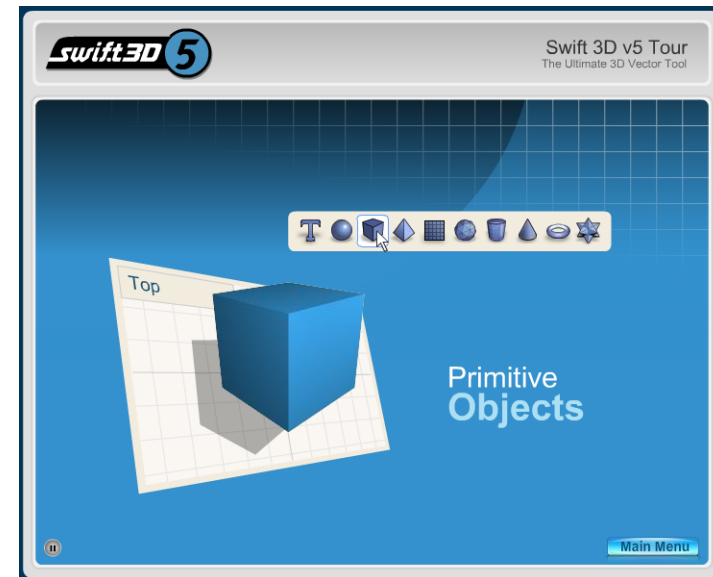 swift3D 5
Swift 3D v5 Tour
The Ultimate 3D Vector Tool
Top
Primitive
Objects
Main Menu